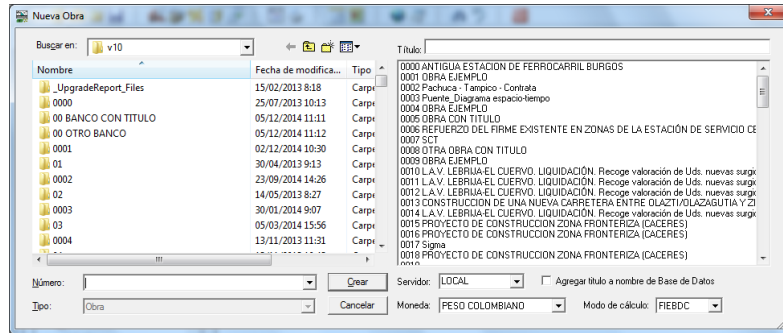 Nueva Obra
Buscar en: v10
Nombre Fecha de modifica... Tipo
_UpgradeReport_Files 15/02/2013 8:18 Carpe
0000 25/07/2013 10:13 Carpe
00 BANCO CON TITULO 05/12/2014 11:11 Carpe
00 OTRO BANCO 05/12/2014 11:12 Carpe
0001 02/12/2014 10:30 Carpe
01 30/04/2013 9:13 Carpe
0002 23/09/2014 14:26 Carpe
02 14/05/2013 8:27 Carpe
0003 30/01/2014 9:07 Carpe
03 05/03/2014 15:56 Carpe
0004 13/11/2013 11:31 Carpe
Número: Crear
Tipo: Obra Cancelar
Título:
0000 ANTIGUA ESTACION DE FERROCARRIL BURGOS
0001 OBRA EJEMPLO
0002 Pachuca - Tampico - Contrata
0003 Puente_Diagrama espacio-tiempo
0004 OBRA EJEMPLO
0005 OBRA CON TITULO
0006 REFUERZO DEL FIRME EXISTENTE EN ZONAS DE LA ESTACIÓN DE SERVICIO CE
0007 SCT
0008 OTRA OBRA CON TITULO
0009 OBRA EJEMPLO
0010 L.A.V. LEBRIJA-EL CUERVO. LIQUIDACIÓN. Recoge valoración de Uds. nuevas surgic
0011 L.A.V. LEBRIJA-EL CUERVO. LIQUIDACIÓN. Recoge valoración de Uds. nuevas surgic
0012 L.A.V. LEBRIJA-EL CUERVO. LIQUIDACIÓN. Recoge valoración de Uds. nuevas surgic
0013 CONSTRUCCION DE UNA NUEVA CARRETERA ENTRE OLAZTI/OLAZAGUTIA Y ZI
0014 L.A.V. LEBRIJA-EL CUERVO. LIQUIDACIÓN. Recoge valoración de Uds. nuevas surgic
0015 PROYECTO DE CONSTRUCCION ZONA FRONTERIZA (CACERES)
0016 PROYECTO DE CONSTRUCCION ZONA FRONTERIZA (CACERES)
0017 Sigma
0018 PROYECTO DE CONSTRUCCION ZONA FRONTERIZA (CACERES)
Servidor: LOCAL Agregar titulo a nombre de Base de Datos
Moneda: PESO COLOMBIANO Modo de cálculo: FIEBDC